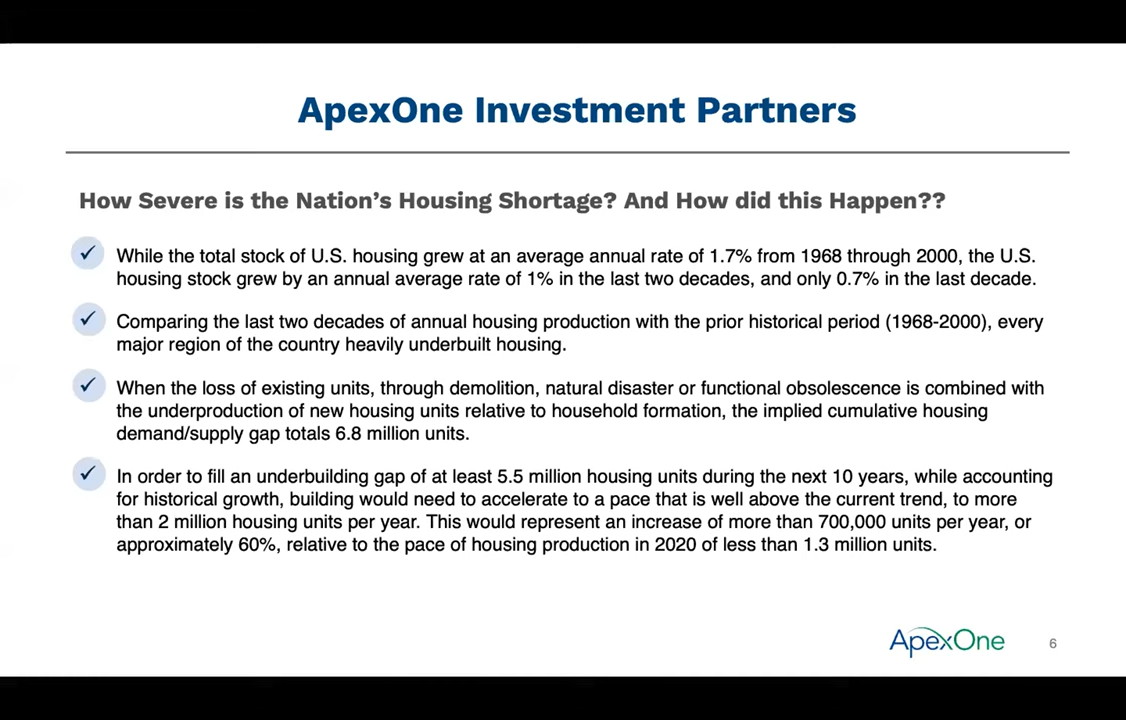 ApexOne Investment Partners
How Severe is the Nation's Housing Shortage? And How did this Happen??
While the total stock of U.S. housing grew at an average annual rate of 1.7% from 1968 through 2000, the U.S.
housing stock grew by an annual average rate of 1% in the last two decades, and only 0.7% in the last decade.
Comparing the last two decades of annual housing production with the prior historical period (1968-2000), every
major region of the country heavily underbuilt housing.
When the loss of existing units, through demolition, natural disaster or functional obsolescence is combined with
the underproduction of new housing units relative to household formation, the implied cumulative housing
demand/supply gap totals 6.8 million units.
In order to fill an underbuilding gap of at least 5.5 million housing units during the next 10 years, while accounting
for historical growth, building would need to accelerate to a pace that is well above the current trend, to more
than 2 million housing units per year. This would represent an increase of more than 700,000 units per year, or
approximately 60%, relative to the pace of housing production in 2020 of less than 1.3 million units.
ApexOne
6